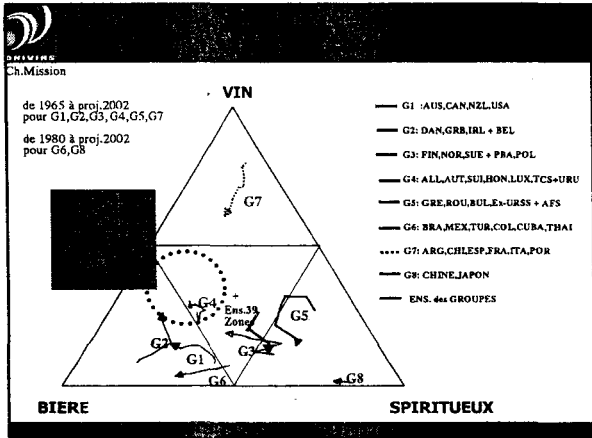 ONIVINS
Ch.Mission
de 1965 à proj.2002
pour G1,G2,G3,G4,G5,G7
de 1980 à proj.2002
pour G6,G8
VIN
G7
G4
Ens.39
Zones
G5
G2
G1
G3
G6
G8
BIERE
SPIRITUEUX
G1 :AUS,CAN,NZL,USA
G2: DAN,GRB,IRL + BEL
G3: FIN,NOR,SUE + PBA,POL
G4: ALL,AUT,SUI,HON,LUX,TCS+URU
G5: GRE,ROU,BUL,Ex-URSS + AFS
G6: BRA,MEX,TUR,COL,CUBA,THAI
G7: ARG,CHI,ESP,FRA,ITA,POR
G8: CHINE,JAPON
ENS. des GROUPES